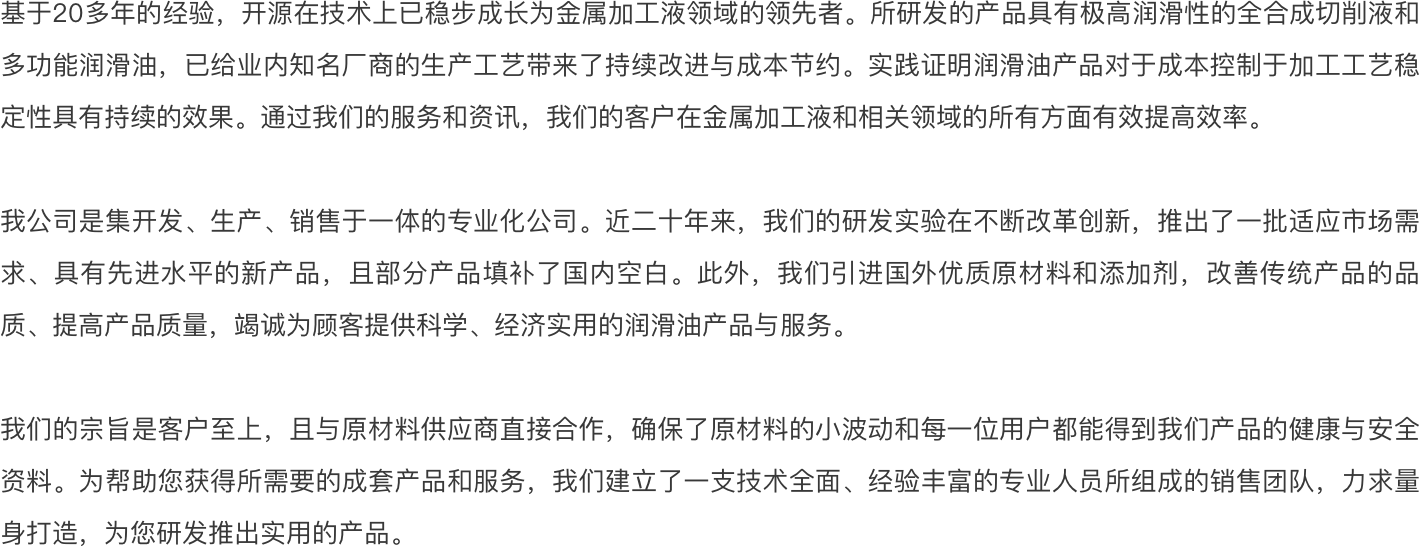 基于20多年的经验，开源在技术上已稳步成长为金属加工液领域的领先者。所研发的产品具有极高润滑性的全合成切削液和
多功能润滑油，已给业内知名厂商的生产工艺带来了持续改进与成本节约。实践证明润滑油产品对于成本控制于加工工艺稳
定性具有持续的效果。通过我们的服务和资讯，我们的客户在金属加工液和相关领域的所有方面有效提高效率。
我公司是集开发、生产、销售于一体的专业化公司。近二十年来，我们的研发实验在不断改革创新，推出了一批适应市场需
求、具有先进水平的新产品，且部分产品填补了国内空白。此外，我们引进国外优质原材料和添加剂，改善传统产品的品
质、提高产品质量，竭诚为顾客提供科学、经济实用的润滑油产品与服务。
我们的宗旨是客户至上，且与原材料供应商直接合作，确保了原材料的小波动和每一位用户都能得到我们产品的健康与安全
资料。为帮助您获得所需要的成套产品和服务，我们建立了一支技术全面、经验丰富的专业人员所组成的销售团队，力求量
身打造，为您研发推出实用的产品。